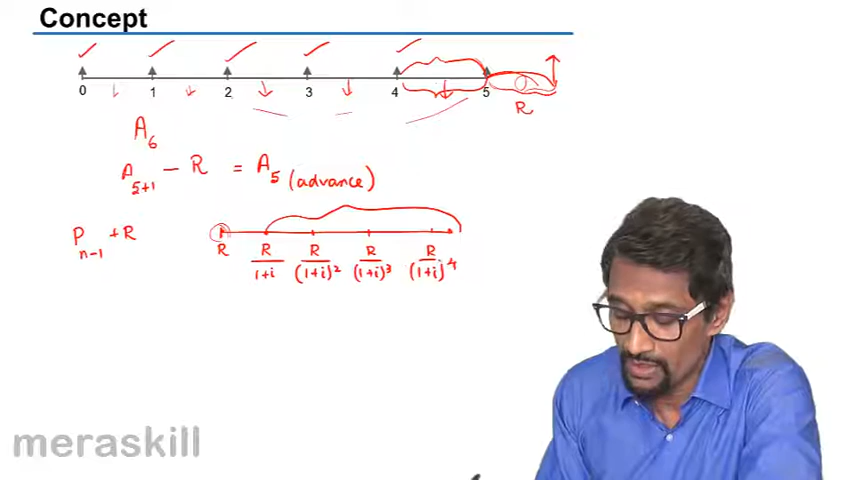 Concept
0 1 2 3 4 5
R
A₆
A₅₊₁ − R = A₅ (advance)
Pₙ₋₁ + R
R R/(1+i) R/(1+i)² R/(1+i)³ R/(1+i)⁴
meraskill